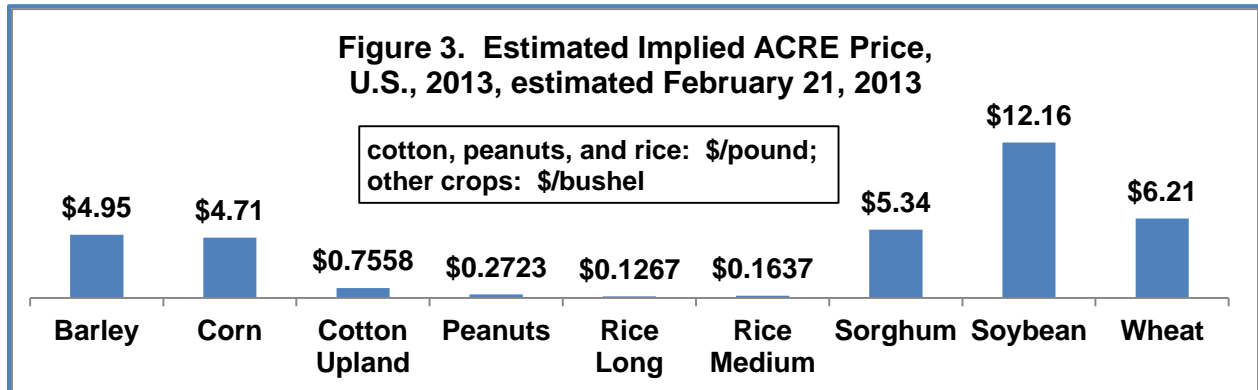 Figure 3.  Estimated Implied ACRE Price,
U.S., 2013, estimated February 21, 2013
cotton, peanuts, and rice:  $/pound;
other crops:  $/bushel
$4.95
$4.71
$0.7558
$0.2723
$0.1267
$0.1637
$5.34
$12.16
$6.21
Barley
Corn
Cotton
Upland
Peanuts
Rice
Long
Rice
Medium
Sorghum
Soybean
Wheat